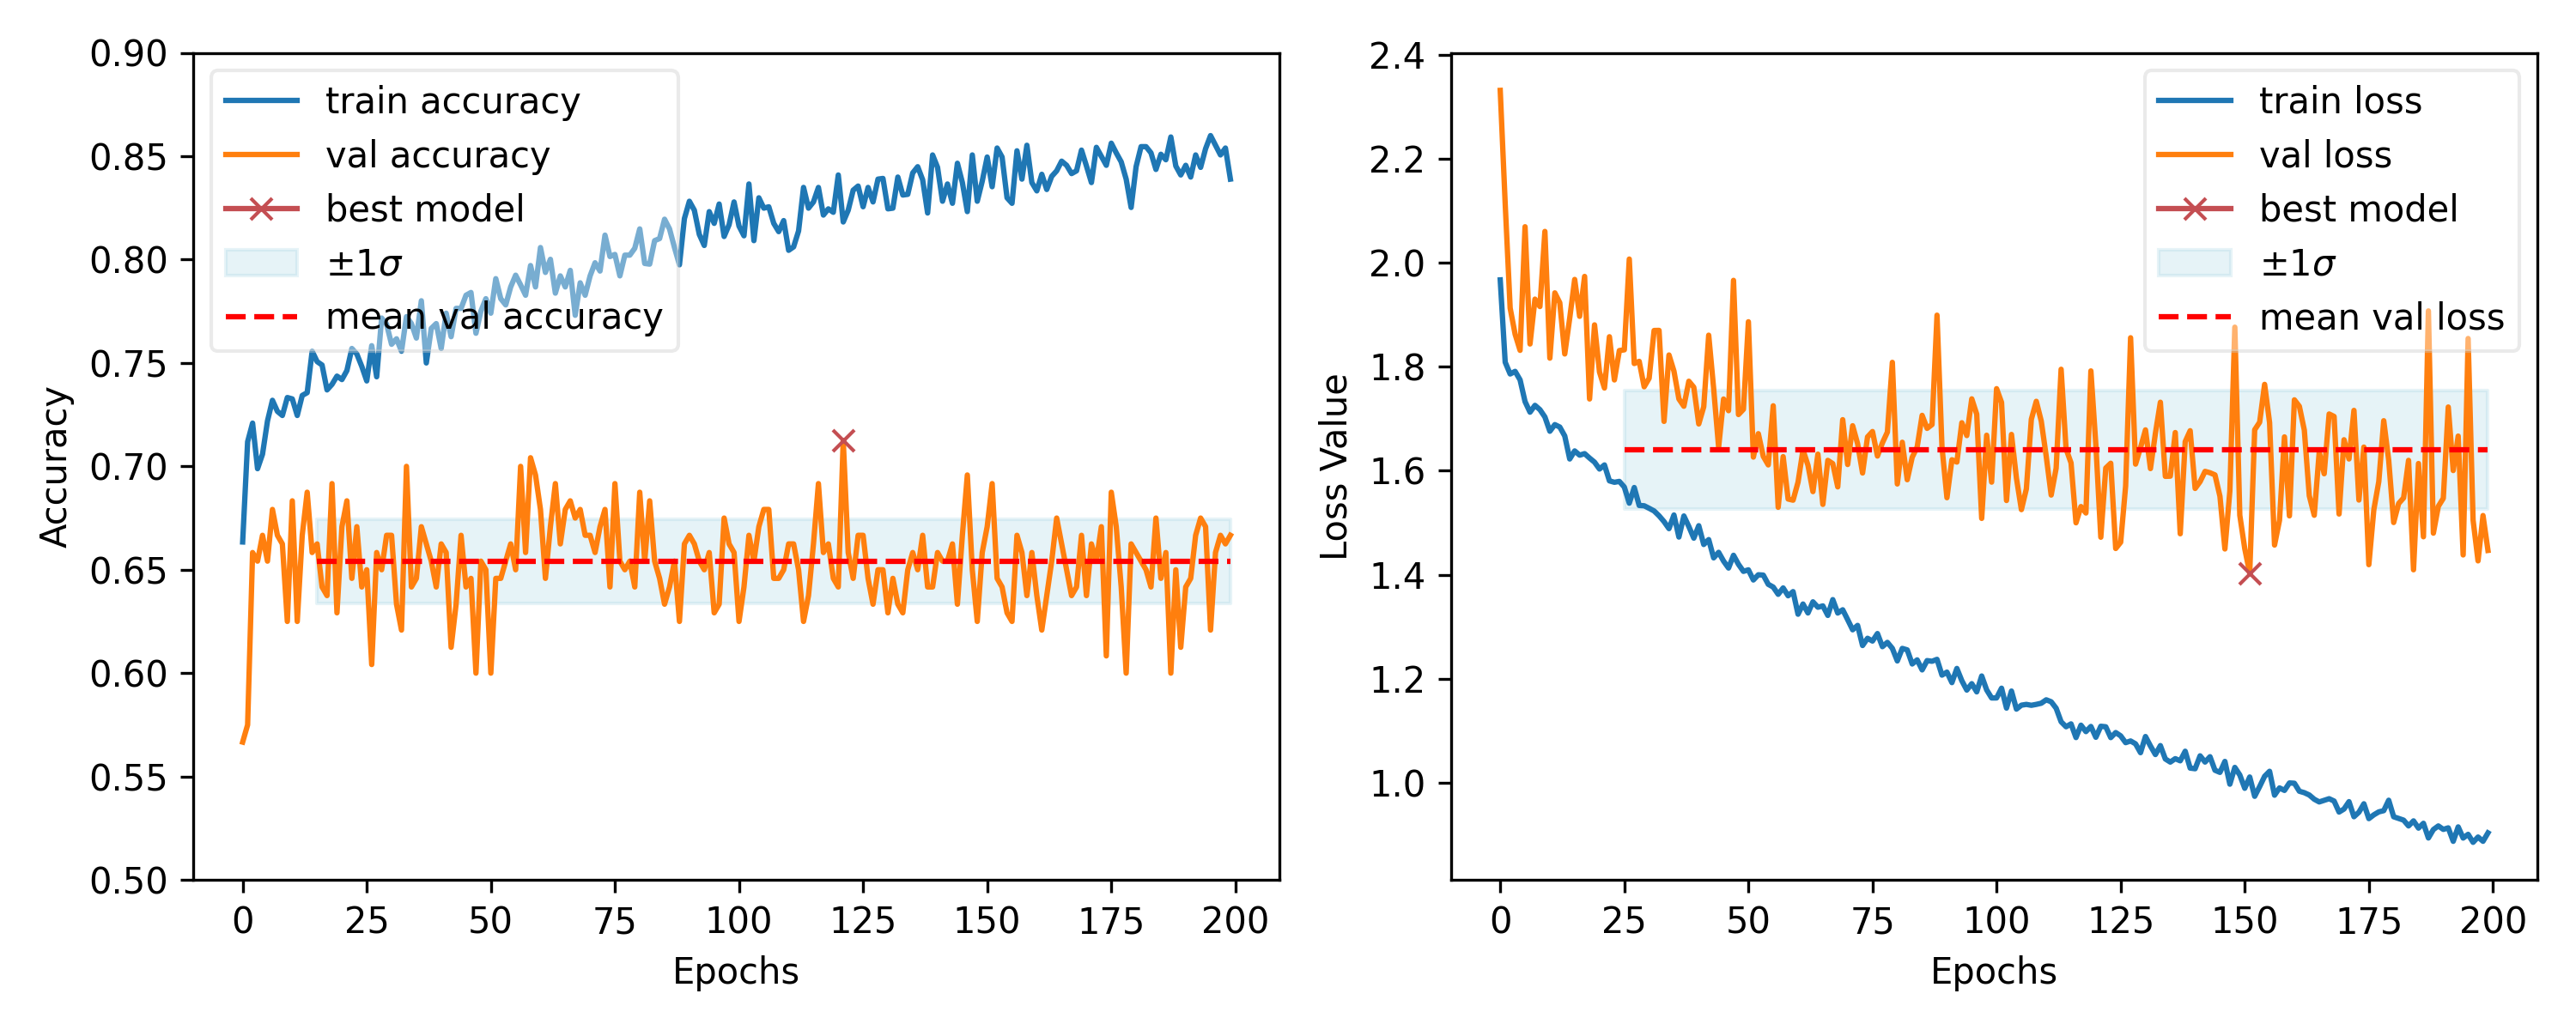 0.90
0.85
0.80
0.75
0.70
0.65
0.60
0.55
0.50
Accuracy
train accuracy
val accuracy
best model
±1σ
mean val accuracy
0 25 50 75 100 125 150 175 200
Epochs
2.4
2.2
2.0
1.8
1.6
1.4
1.2
1.0
Loss Value
train loss
val loss
best model
±1σ
mean val loss
0 25 50 75 100 125 150 175 200
Epochs